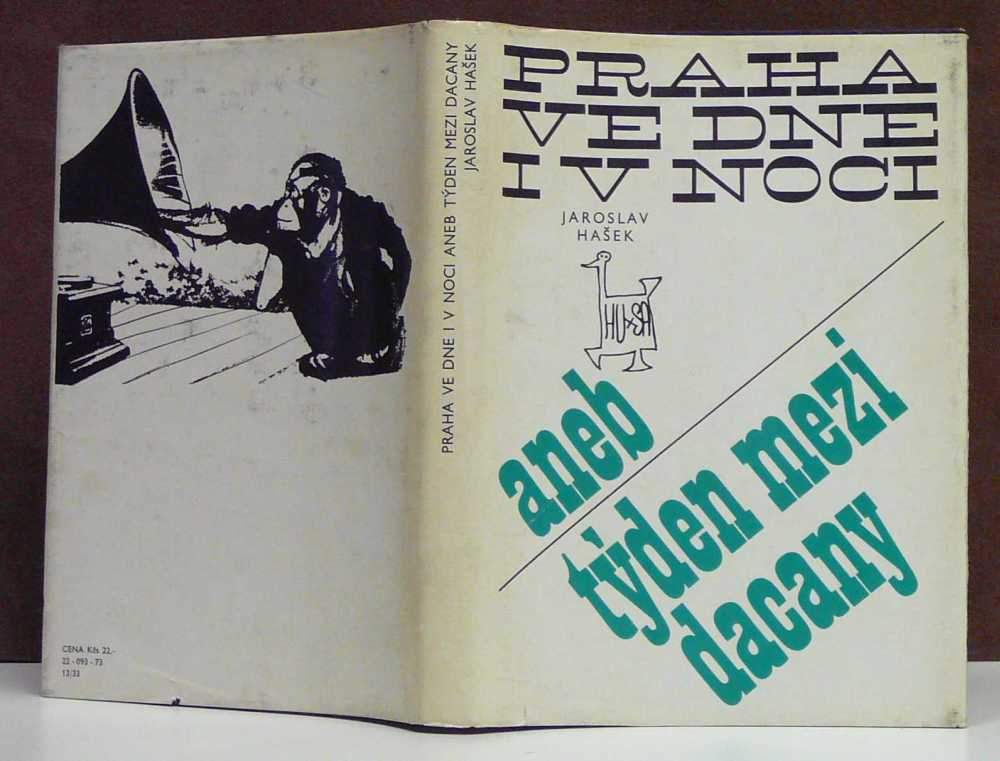 PRAHA
VE DNE
I V NOCI
JAROSLAV
HAŠEK
HUSA
aneb
týden mezi
dacany
PRAHA VE DNE I V NOCI ANEB TÝDEN MEZI DACANY
JAROSLAV HAŠEK
CENA Kčs 22,-
22 - 093 - 73
13/33